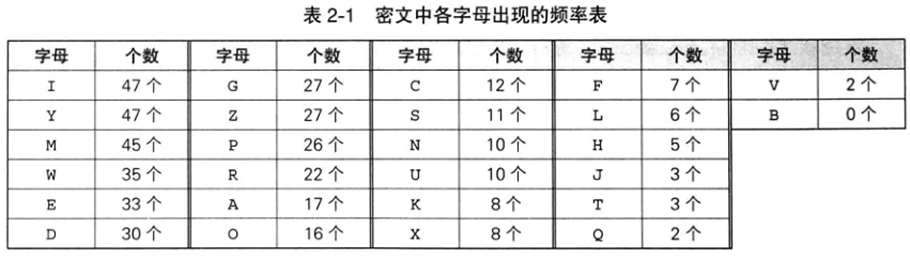 表 2-1 密文中各字母出现的频率表
字母 个数 字母 个数 字母 个数 字母 个数 字母 个数
I 47 个 G 27 个 C 12 个 F 7 个 V 2 个
Y 47 个 Z 27 个 S 11 个 L 6 个 B 0 个
M 45 个 P 26 个 N 10 个 H 5 个
W 35 个 R 22 个 U 10 个 J 3 个
E 33 个 A 17 个 K 8 个 T 3 个
D 30 个 O 16 个 X 8 个 Q 2 个